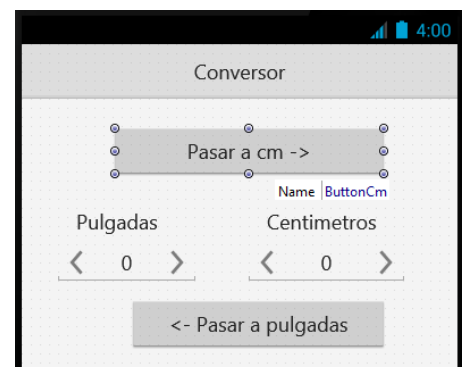 4:00
Conversor
Pasar a cm ->
Name ButtonCm
Pulgadas Centimetros
0 0
<- Pasar a pulgadas